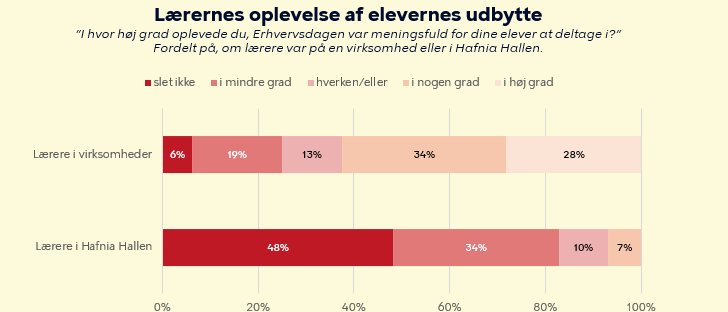 Lærernes oplevelse af elevernes udbytte
“I hvor høj grad oplevede du, Erhvervsdagen var meningsfuld for dine elever at deltage i?”
Fordelt på, om lærere var på en virksomhed eller i Hafnia Hallen.
slet ikke i mindre grad hverken/eller i nogen grad i høj grad
Lærere i virksomheder 6% 19% 13% 34% 28%
Lærere i Hafnia Hallen 48% 34% 10% 7%
0% 20% 40% 60% 80% 100%